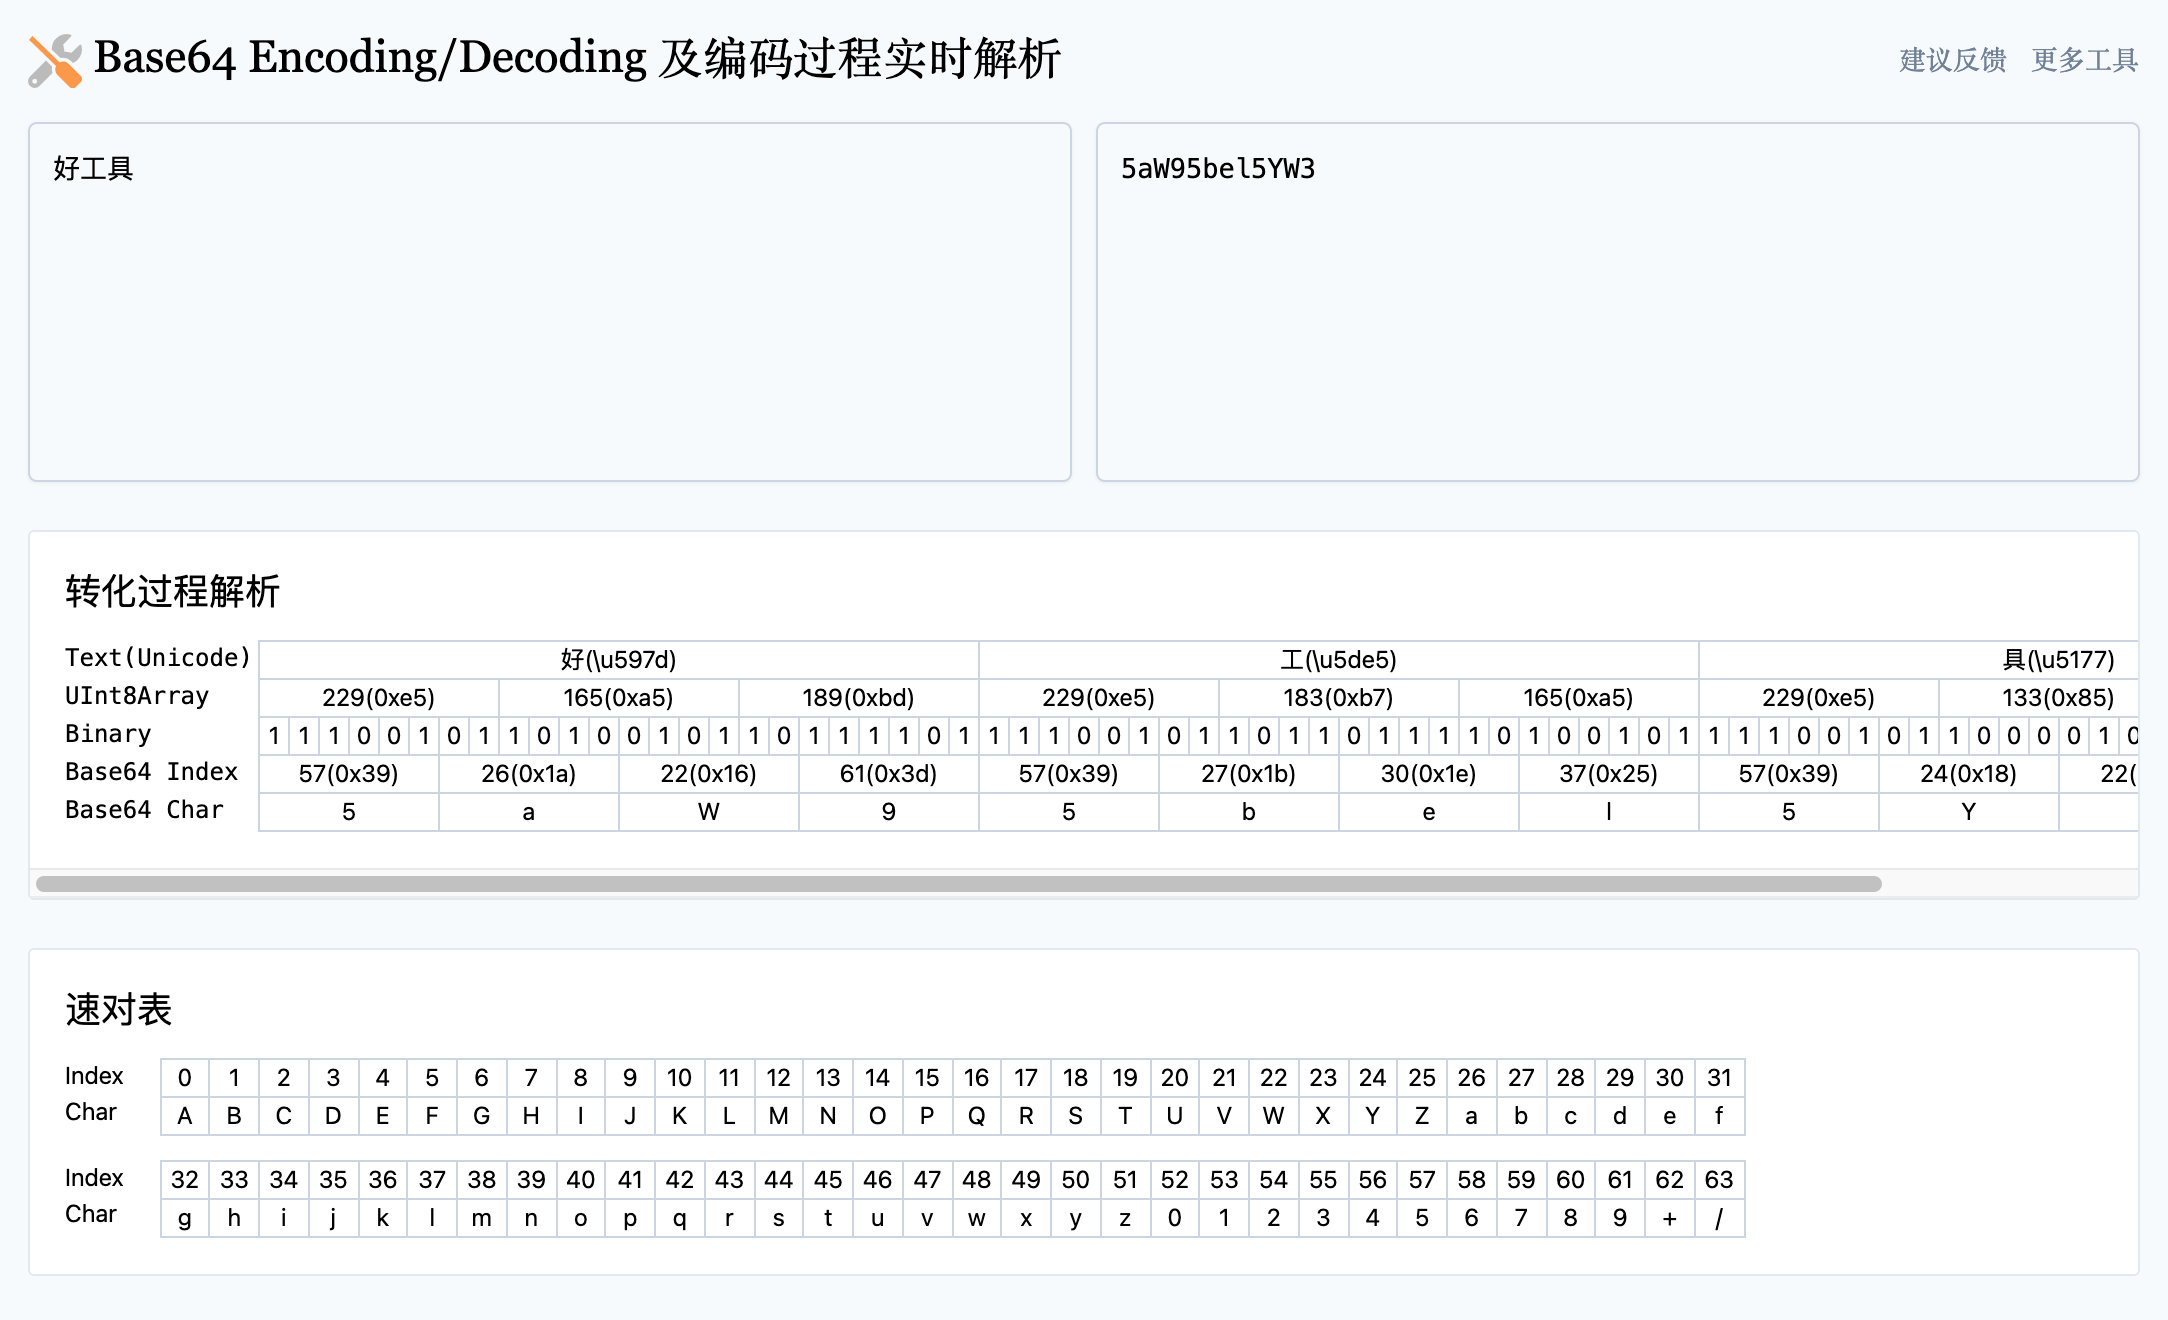 Base64 Encoding/Decoding 及编码过程实时解析
建议反馈 更多工具
好工具
5aW95bel5YW3
转化过程解析
Text(Unicode) 好(\u597d) 工(\u5de5) 具(\u5177)
UInt8Array 229(0xe5) 165(0xa5) 189(0xbd) 229(0xe5) 183(0xb7) 165(0xa5) 229(0xe5) 133(0x85)
Binary 1 1 1 0 0 1 0 1 1 0 1 0 0 1 0 1 1 0 1 1 1 1 0 1 1 1 1 0 0 1 0 1 1 0 1 1 0 1 1 1 1 0 1 0 0 1 0 1 1 1 1 0 0 1 0 1 1 0 0 0 0 1 0
Base64 Index 57(0x39) 26(0x1a) 22(0x16) 61(0x3d) 57(0x39) 27(0x1b) 30(0x1e) 37(0x25) 57(0x39) 24(0x18) 22(
Base64 Char 5 a W 9 5 b e l 5 Y
速对表
Index 0 1 2 3 4 5 6 7 8 9 10 11 12 13 14 15 16 17 18 19 20 21 22 23 24 25 26 27 28 29 30 31
Char A B C D E F G H I J K L M N O P Q R S T U V W X Y Z a b c d e f
Index 32 33 34 35 36 37 38 39 40 41 42 43 44 45 46 47 48 49 50 51 52 53 54 55 56 57 58 59 60 61 62 63
Char g h i j k l m n o p q r s t u v w x y z 0 1 2 3 4 5 6 7 8 9 + /